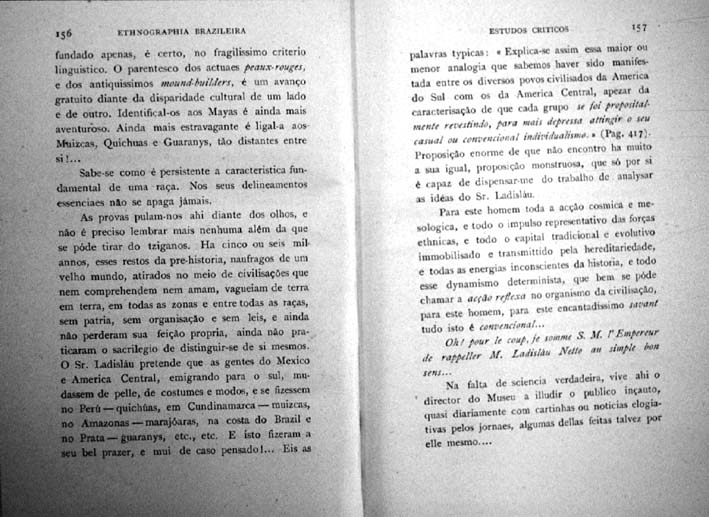 156 ETHNOGRAPHIA BRAZILEIRA
fundado apenas, é certo, no fragilissimo criterio
linguistico. O parentesco dos actuaes peaux-rouges,
e dos antiquissimos mound-builders, é um avanço
gratuito diante da disparidade cultural de um lado
e de outro. Identifical-os aos Mayas é ainda mais
aventuroso. Ainda mais estravagante é ligal-a aos
Muizcas, Quichuas e Guaranys, tão distantes entre
si!...
Sabe-se como é persistente a caracteristica fun-
damental de uma raça. Nos seus delineamentos
essenciaes não se apaga jámais.
As provas pulam-nos ahi diante dos olhos, e
não é preciso lembrar mais nenhuma além da que
se póde tirar do tziganos. Ha cinco ou seis mil
annos, esses restos da pre-historia, naufragos de um
velho mundo, atirados no meio de civilisações que
nem comprehendem nem amam, vagueiam de terra
em terra, em todas as zonas e entre todas as raças,
sem patria, sem organisação e sem leis, e ainda
não perderam sua feição propria, ainda não pra-
ticaram o sacrilegio de distinguir-se de si mesmos.
O Sr. Ladisláu pretende que as gentes do Mexico
e America Central, emigrando para o sul, mu-
dassem de pelle, de costumes e modos, e se fizessem
no Perú — quichúas, em Cundinamarca — muizcas,
no Amazonas — marajóaras, na costa do Brazil e
no Prata — guaranys, etc., etc. E isto fizeram a
seu bel prazer, e mui de caso pensado!... Eis as
ESTUDOS CRITICOS 157
palavras typicas: « Explica-se assim essa maior ou
menor analogia que sabemos haver sido manifes-
tada entre os diversos povos civilisados da America
do Sul com os da America Central, apezar da
caracterisação de que cada grupo se foi proposital-
mente revestindo, para mais depressa attingir o seu
casual ou convencional individualismo. » (Pag. 417).
Proposição enorme de que não encontro ha muito
a sua igual, proposição monstruosa, que só por si
é capaz de dispensar-me do trabalho de analysar
as idéas do Sr. Ladisláu.
Para este homem toda a acção cosmica e me-
sologica, e todo o impulso representativo das forças
ethnicas, e todo o capital tradicional e evolutivo
immobilisado e transmittido pela hereditariedade,
e todas as energias inconscientes da historia, e todo
esse dynamismo determinista, que bem se póde
chamar a acção reflexa no organismo da civilisação,
para este homem, para este encantadissimo savant
tudo isto é convencional...
Oh! pour le coup, je somme S. M. l'Empereur
de rappeller M. Ladisláu Netto au simple bon
sens...
Na falta de sciencia verdadeira, vive ahi o
director do Museu a illudir o publico incauto,
quasi diariamente com cartinhas ou noticias elogia-
tivas pelos jornaes, algumas dellas feitas talvez por
elle mesmo....